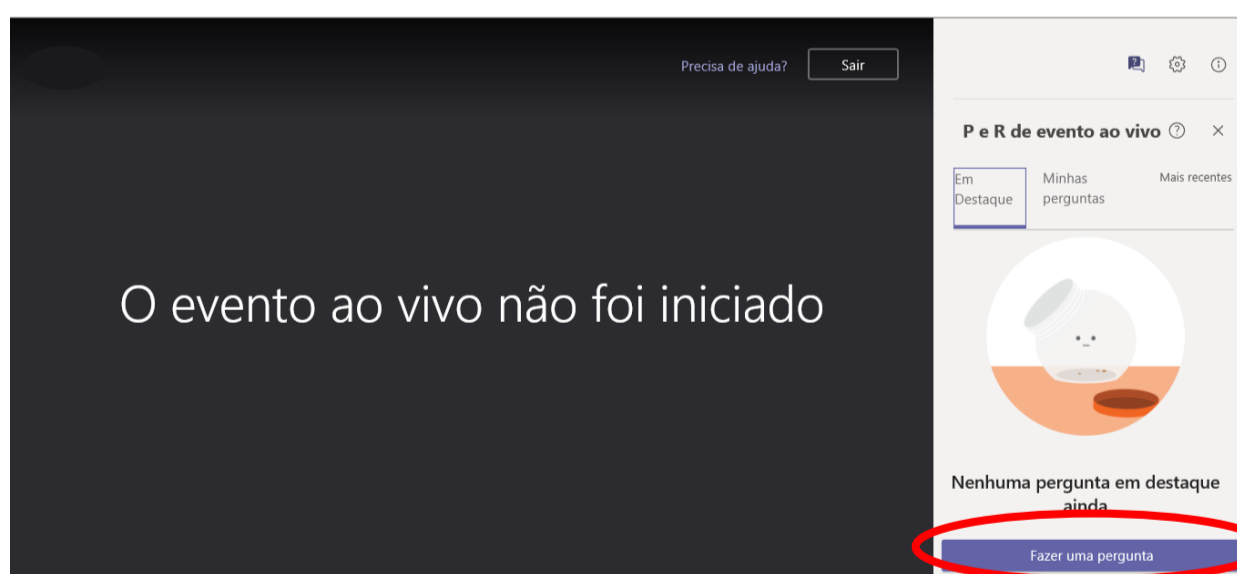 Precisa de ajuda? Sair
P e R de evento ao vivo
Em
Destaque
Minhas
perguntas
Mais recentes
O evento ao vivo não foi iniciado
Nenhuma pergunta em destaque
ainda
Fazer uma pergunta